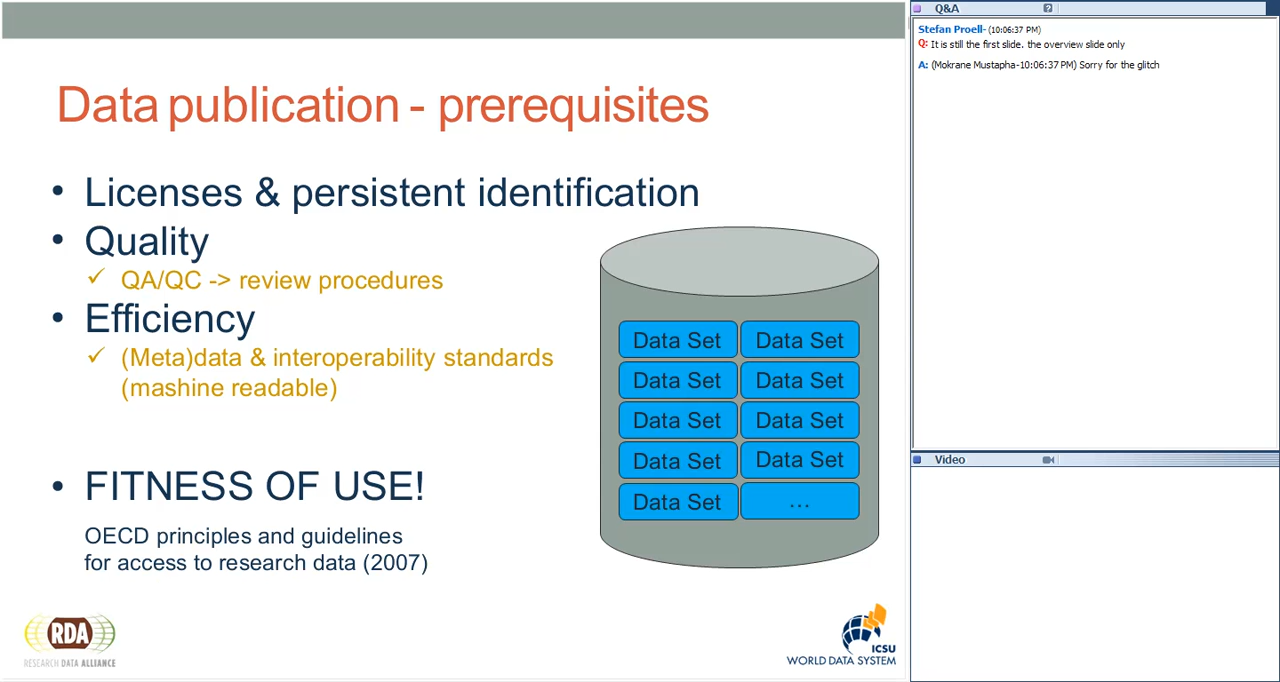 Data publication - prerequisites
• Licenses & persistent identification
• Quality
✓ QA/QC -> review procedures
• Efficiency
✓ (Meta)data & interoperability standards
(mashine readable)
• FITNESS OF USE!
OECD principles and guidelines
for access to research data (2007)
Data Set Data Set
Data Set Data Set
Data Set Data Set
Data Set Data Set
Data Set ...
RDA
RESEARCH DATA ALLIANCE
ICSU
WORLD DATA SYSTEM
Q&A ?
Stefan Proell- (10:06:37 PM)
Q: It is still the first slide. the overview slide only
A: (Mokrane Mustapha-10:06:37 PM) Sorry for the glitch
Video